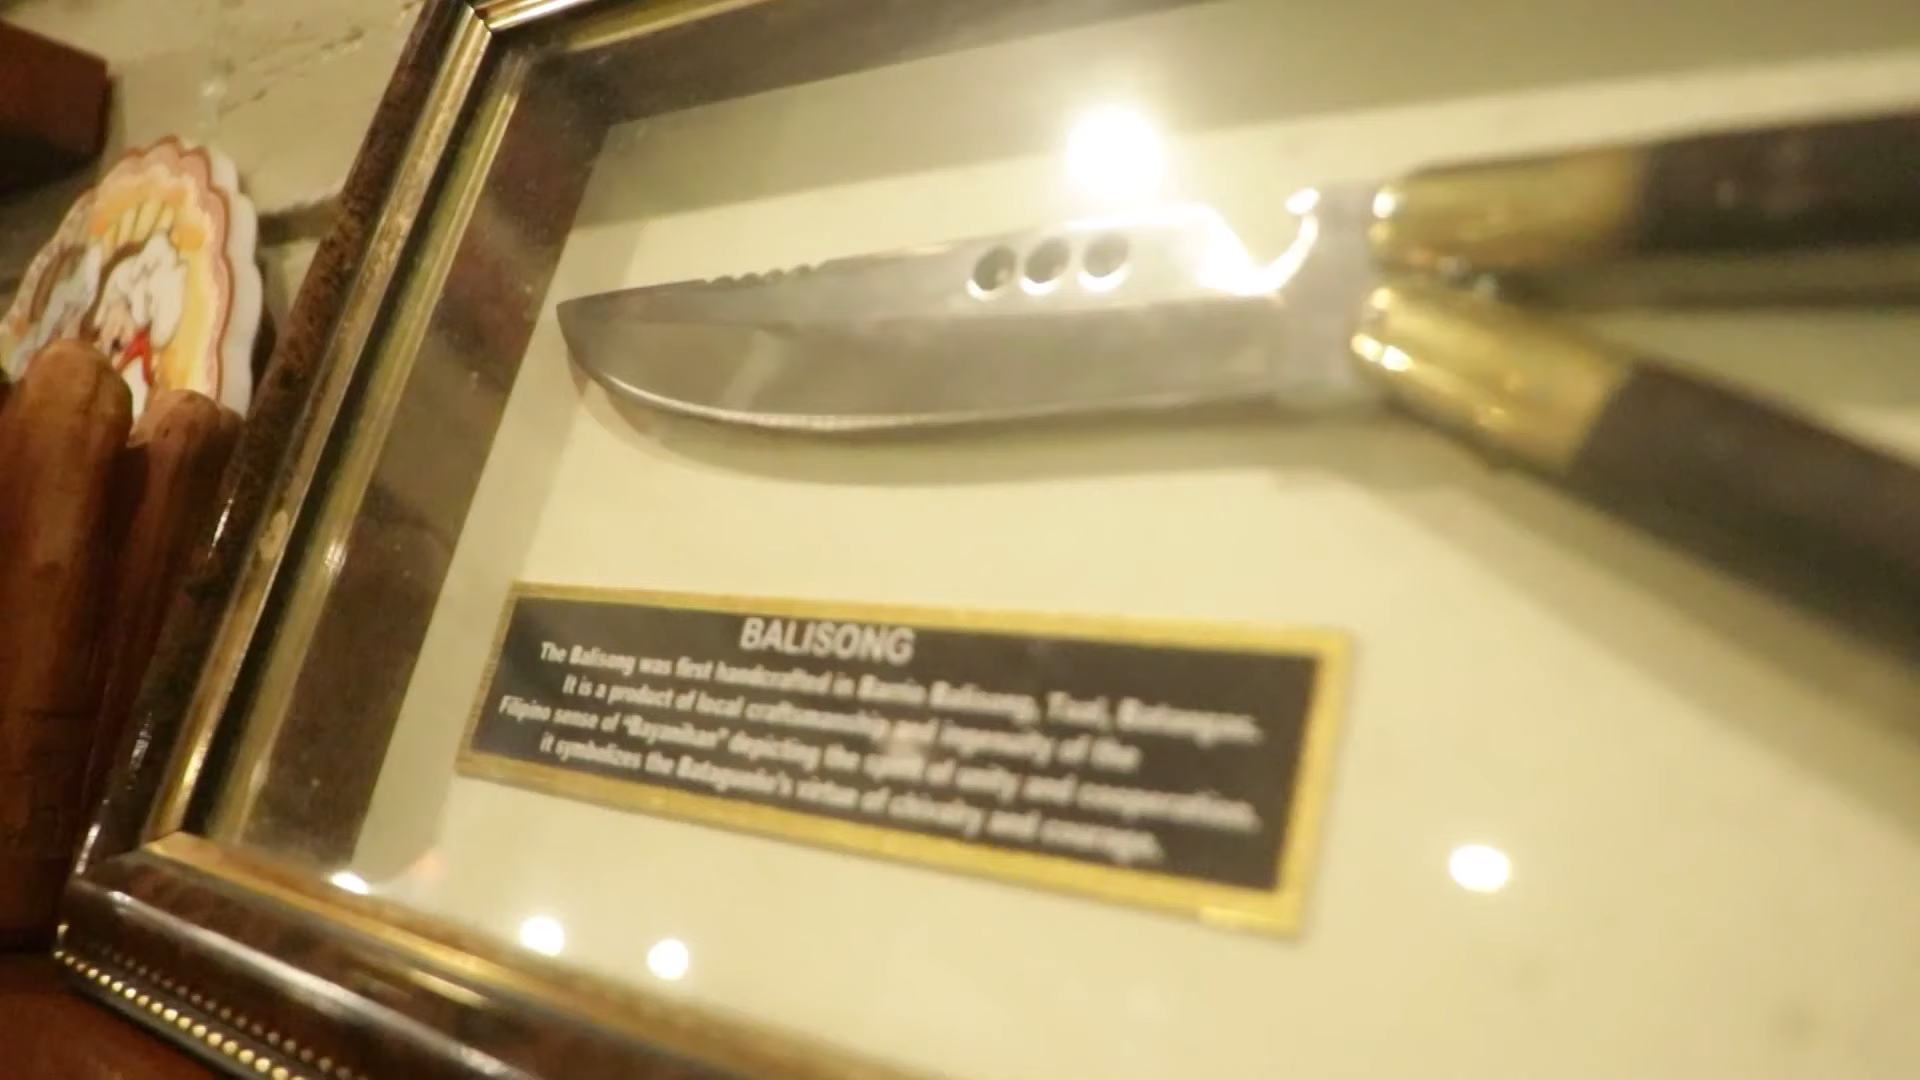 BALISONG
The Balisong was first handcrafted in Barrio Balisong, Taal, Batangas.
It is a product of local craftsmanship and ingenuity of the
Filipino sense of "Bayanihan" depicting the spirit of unity and cooperation,
it symbolizes the Batagueño's virtue of chivalry and courage.